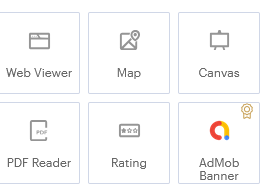 Web Viewer
Map
Canvas
PDF
PDF Reader
Rating
AdMob
Banner